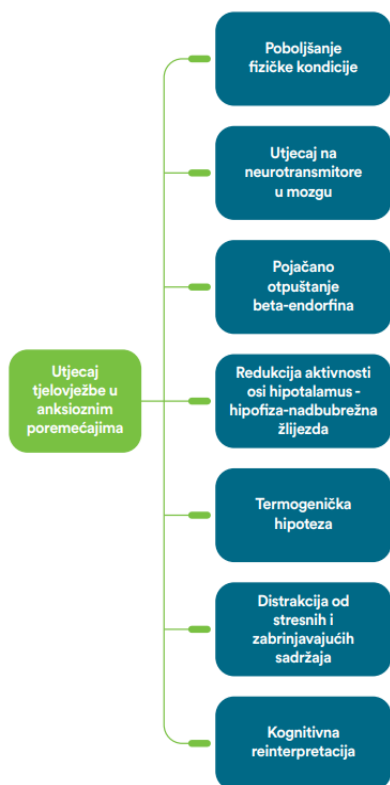 Poboljšanje
fizičke kondicije
Utjecaj na
neurotransmitore
u mozgu
Pojačano
otpuštanje
beta-endorfina
Utjecaj
tjelovježbe u
anksioznim
poremećajima
Redukcija aktivnosti
osi hipotalamus -
hipofiza-nadbubrežna
žlijezda
Termogenička
hipoteza
Distrakcija od
stresnih i
zabrinjavajućih
sadržaja
Kognitivna
reinterpretacija